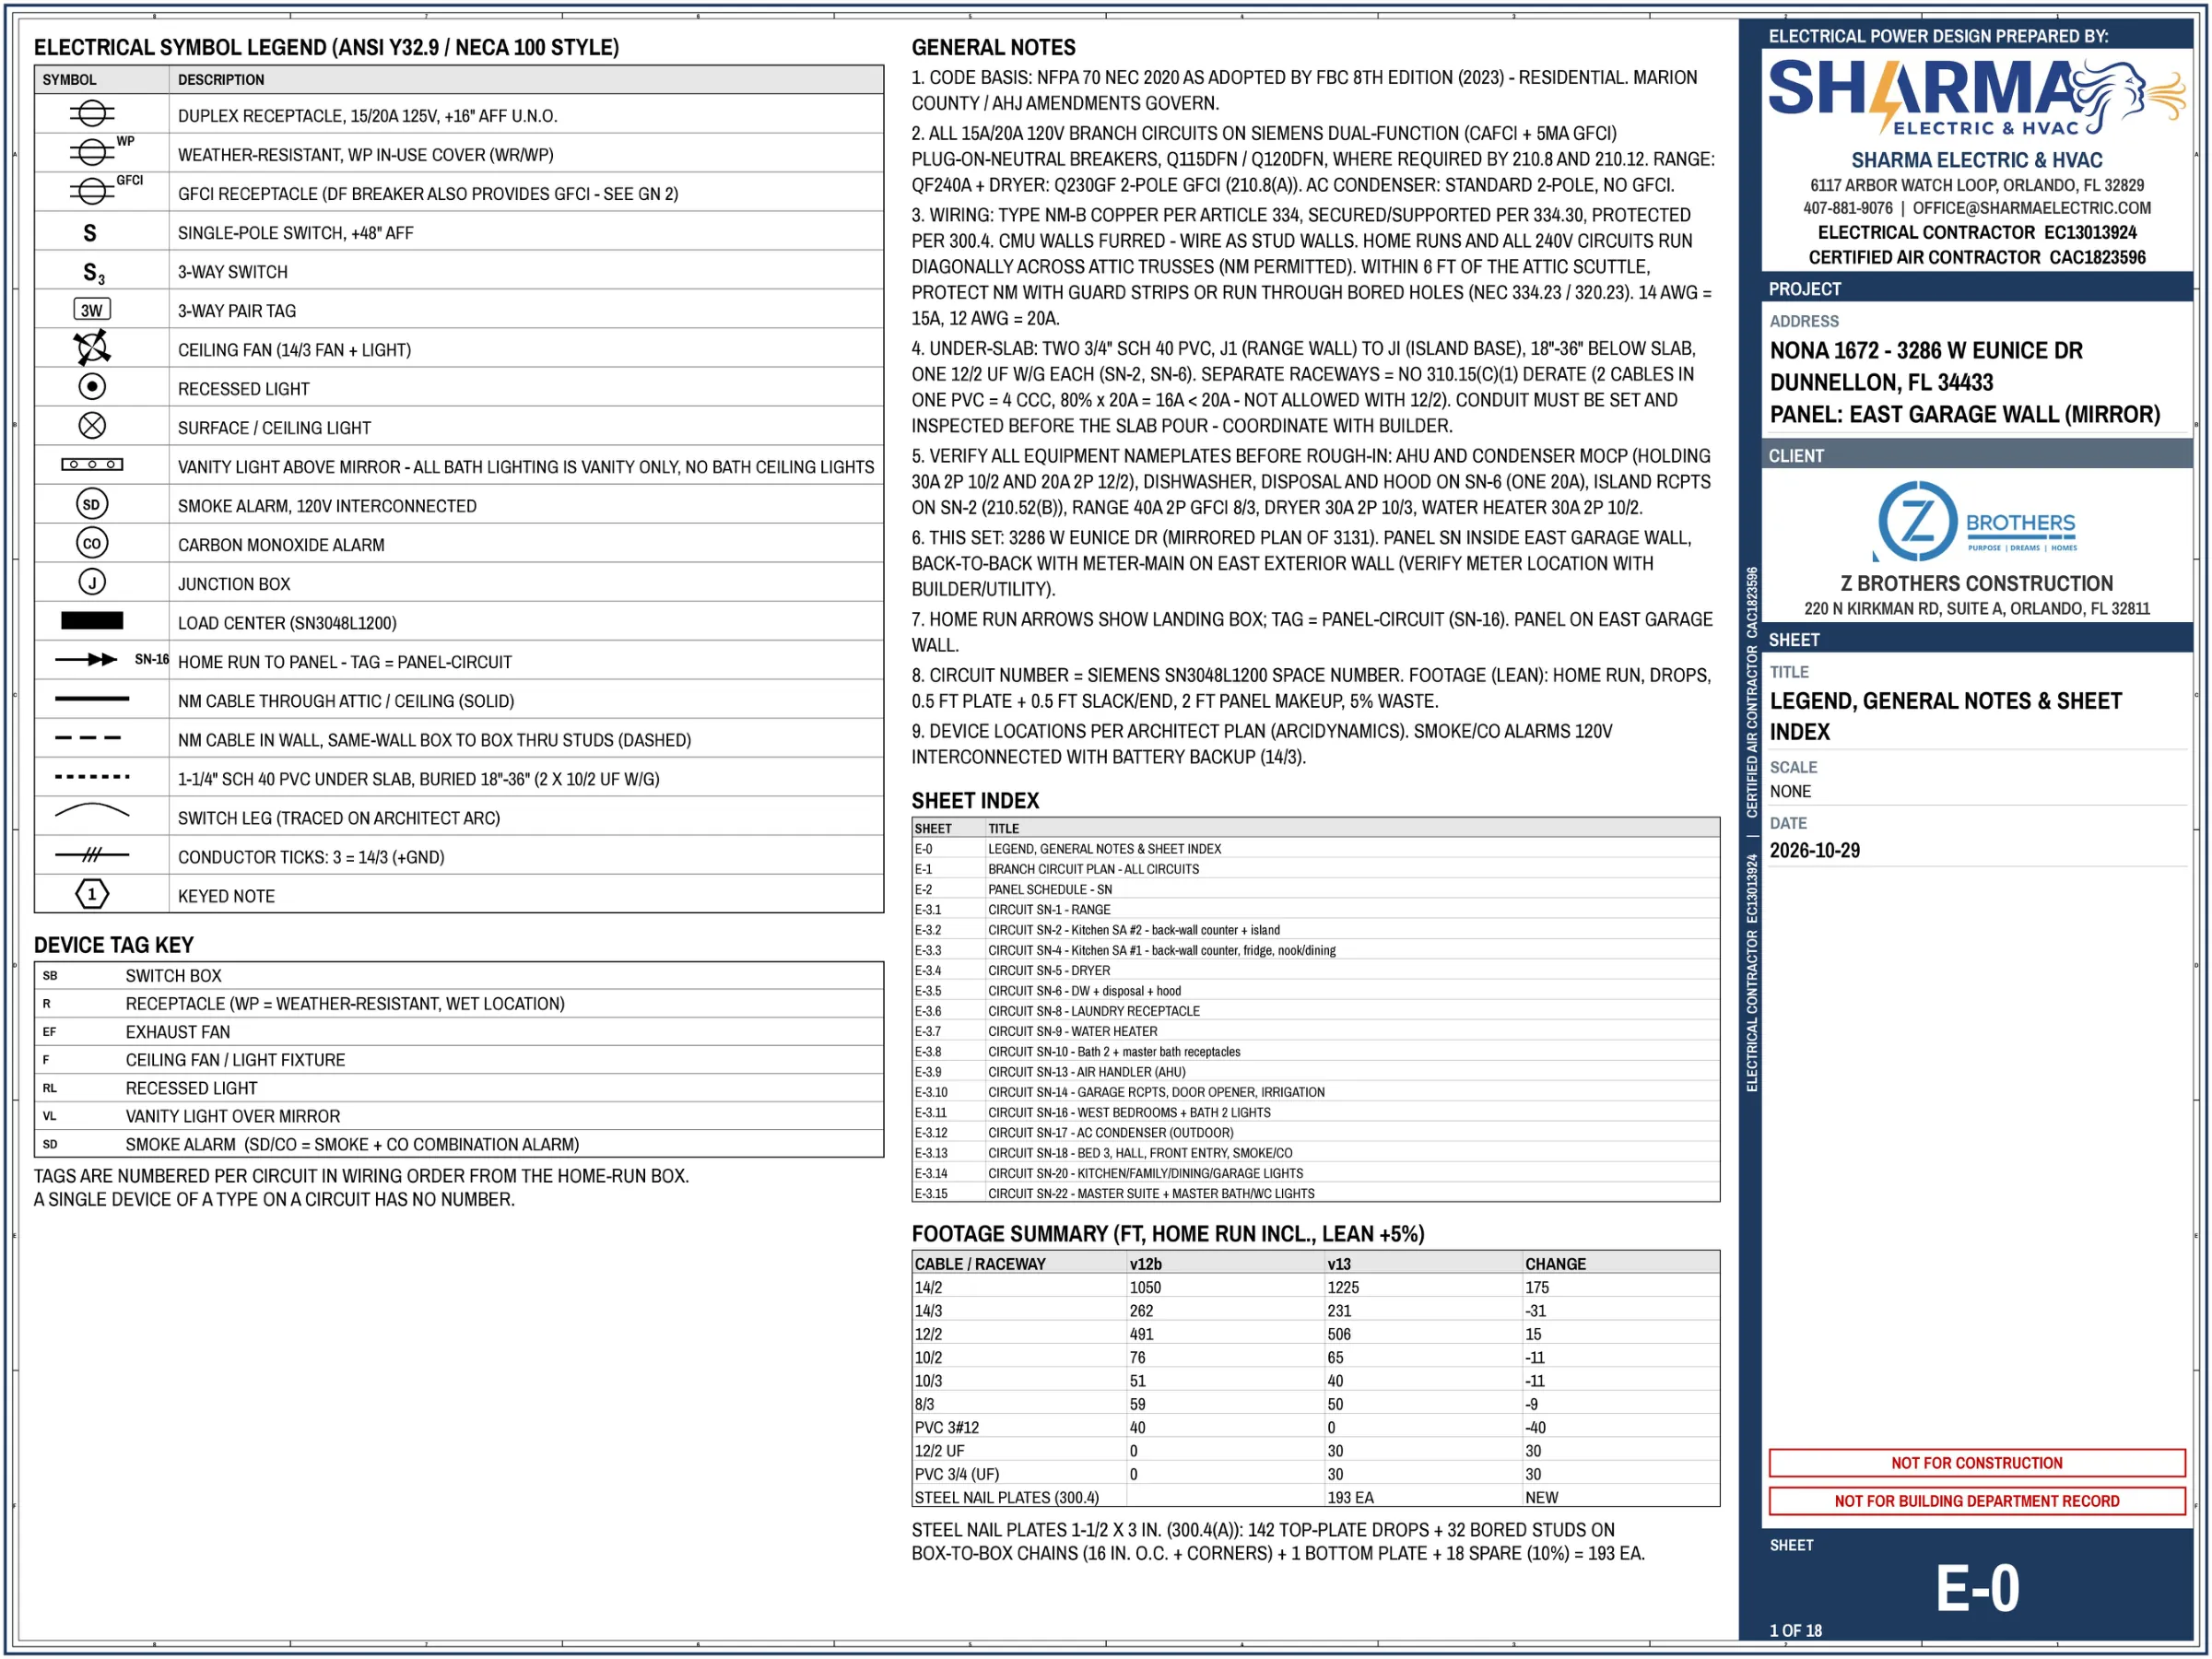 ELECTRICAL SYMBOL LEGEND (ANSI Y32.9 / NECA 100 STYLE)
SYMBOL DESCRIPTION
DUPLEX RECEPTACLE, 15/20A 125V, +16" AFF U.N.O.
WP WEATHER-RESISTANT, WP IN-USE COVER (WR/WP)
GFCI GFCI RECEPTACLE (DF BREAKER ALSO PROVIDES GFCI - SEE GN 2)
S SINGLE-POLE SWITCH, +48" AFF
S3 3-WAY SWITCH
3W 3-WAY PAIR TAG
CEILING FAN (14/3 FAN + LIGHT)
RECESSED LIGHT
SURFACE / CEILING LIGHT
VANITY LIGHT ABOVE MIRROR - ALL BATH LIGHTING IS VANITY ONLY, NO BATH CEILING LIGHTS
SD SMOKE ALARM, 120V INTERCONNECTED
CO CARBON MONOXIDE ALARM
J JUNCTION BOX
LOAD CENTER (SN3048L1200)
SN-16 HOME RUN TO PANEL - TAG = PANEL-CIRCUIT
NM CABLE THROUGH ATTIC / CEILING (SOLID)
NM CABLE IN WALL, SAME-WALL BOX TO BOX THRU STUDS (DASHED)
1-1/4" SCH 40 PVC UNDER SLAB, BURIED 18"-36" (2 X 10/2 UF W/G)
SWITCH LEG (TRACED ON ARCHITECT ARC)
CONDUCTOR TICKS: 3 = 14/3 (+GND)
1 KEYED NOTE
DEVICE TAG KEY
SB SWITCH BOX
R RECEPTACLE (WP = WEATHER-RESISTANT, WET LOCATION)
EF EXHAUST FAN
F CEILING FAN / LIGHT FIXTURE
RL RECESSED LIGHT
VL VANITY LIGHT OVER MIRROR
SD SMOKE ALARM (SD/CO = SMOKE + CO COMBINATION ALARM)
TAGS ARE NUMBERED PER CIRCUIT IN WIRING ORDER FROM THE HOME-RUN BOX.
A SINGLE DEVICE OF A TYPE ON A CIRCUIT HAS NO NUMBER.
GENERAL NOTES
1. CODE BASIS: NFPA 70 NEC 2020 AS ADOPTED BY FBC 8TH EDITION (2023) - RESIDENTIAL. MARION
COUNTY / AHJ AMENDMENTS GOVERN.
2. ALL 15A/20A 120V BRANCH CIRCUITS ON SIEMENS DUAL-FUNCTION (CAFCI + 5MA GFCI)
PLUG-ON-NEUTRAL BREAKERS, Q115DFN / Q120DFN, WHERE REQUIRED BY 210.8 AND 210.12. RANGE:
QF240A + DRYER: Q230GF 2-POLE GFCI (210.8(A)). AC CONDENSER: STANDARD 2-POLE, NO GFCI.
3. WIRING: TYPE NM-B COPPER PER ARTICLE 334, SECURED/SUPPORTED PER 334.30, PROTECTED
PER 300.4. CMU WALLS FURRED - WIRE AS STUD WALLS. HOME RUNS AND ALL 240V CIRCUITS RUN
DIAGONALLY ACROSS ATTIC TRUSSES (NM PERMITTED). WITHIN 6 FT OF THE ATTIC SCUTTLE,
PROTECT NM WITH GUARD STRIPS OR RUN THROUGH BORED HOLES (NEC 334.23 / 320.23). 14 AWG =
15A, 12 AWG = 20A.
4. UNDER-SLAB: TWO 3/4" SCH 40 PVC, J1 (RANGE WALL) TO JI (ISLAND BASE), 18"-36" BELOW SLAB,
ONE 12/2 UF W/G EACH (SN-2, SN-6). SEPARATE RACEWAYS = NO 310.15(C)(1) DERATE (2 CABLES IN
ONE PVC = 4 CCC, 80% x 20A = 16A < 20A - NOT ALLOWED WITH 12/2). CONDUIT MUST BE SET AND
INSPECTED BEFORE THE SLAB POUR - COORDINATE WITH BUILDER.
5. VERIFY ALL EQUIPMENT NAMEPLATES BEFORE ROUGH-IN: AHU AND CONDENSER MOCP (HOLDING
30A 2P 10/2 AND 20A 2P 12/2), DISHWASHER, DISPOSAL AND HOOD ON SN-6 (ONE 20A), ISLAND RCPTS
ON SN-2 (210.52(B)), RANGE 40A 2P GFCI 8/3, DRYER 30A 2P 10/3, WATER HEATER 30A 2P 10/2.
6. THIS SET: 3286 W EUNICE DR (MIRRORED PLAN OF 3131). PANEL SN INSIDE EAST GARAGE WALL,
BACK-TO-BACK WITH METER-MAIN ON EAST EXTERIOR WALL (VERIFY METER LOCATION WITH
BUILDER/UTILITY).
7. HOME RUN ARROWS SHOW LANDING BOX; TAG = PANEL-CIRCUIT (SN-16). PANEL ON EAST GARAGE
WALL.
8. CIRCUIT NUMBER = SIEMENS SN3048L1200 SPACE NUMBER. FOOTAGE (LEAN): HOME RUN, DROPS,
0.5 FT PLATE + 0.5 FT SLACK/END, 2 FT PANEL MAKEUP, 5% WASTE.
9. DEVICE LOCATIONS PER ARCHITECT PLAN (ARCIDYNAMICS). SMOKE/CO ALARMS 120V
INTERCONNECTED WITH BATTERY BACKUP (14/3).
SHEET INDEX
SHEET TITLE
E-0 LEGEND, GENERAL NOTES & SHEET INDEX
E-1 BRANCH CIRCUIT PLAN - ALL CIRCUITS
E-2 PANEL SCHEDULE - SN
E-3.1 CIRCUIT SN-1 - RANGE
E-3.2 CIRCUIT SN-2 - Kitchen SA #2 - back-wall counter + island
E-3.3 CIRCUIT SN-4 - Kitchen SA #1 - back-wall counter, fridge, nook/dining
E-3.4 CIRCUIT SN-5 - DRYER
E-3.5 CIRCUIT SN-6 - DW + disposal + hood
E-3.6 CIRCUIT SN-8 - LAUNDRY RECEPTACLE
E-3.7 CIRCUIT SN-9 - WATER HEATER
E-3.8 CIRCUIT SN-10 - Bath 2 + master bath receptacles
E-3.9 CIRCUIT SN-13 - AIR HANDLER (AHU)
E-3.10 CIRCUIT SN-14 - GARAGE RCPTS, DOOR OPENER, IRRIGATION
E-3.11 CIRCUIT SN-16 - WEST BEDROOMS + BATH 2 LIGHTS
E-3.12 CIRCUIT SN-17 - AC CONDENSER (OUTDOOR)
E-3.13 CIRCUIT SN-18 - BED 3, HALL, FRONT ENTRY, SMOKE/CO
E-3.14 CIRCUIT SN-20 - KITCHEN/FAMILY/DINING/GARAGE LIGHTS
E-3.15 CIRCUIT SN-22 - MASTER SUITE + MASTER BATH/WC LIGHTS
FOOTAGE SUMMARY (FT, HOME RUN INCL., LEAN +5%)
CABLE / RACEWAY v12b v13 CHANGE
14/2 1050 1225 175
14/3 262 231 -31
12/2 491 506 15
10/2 76 65 -11
10/3 51 40 -11
8/3 59 50 -9
PVC 3#12 40 0 -40
12/2 UF 0 30 30
PVC 3/4 (UF) 0 30 30
STEEL NAIL PLATES (300.4) 193 EA NEW
STEEL NAIL PLATES 1-1/2 X 3 IN. (300.4(A)): 142 TOP-PLATE DROPS + 32 BORED STUDS ON
BOX-TO-BOX CHAINS (16 IN. O.C. + CORNERS) + 1 BOTTOM PLATE + 18 SPARE (10%) = 193 EA.
ELECTRICAL CONTRACTOR EC13013924 | CERTIFIED AIR CONTRACTOR CAC1823596
ELECTRICAL POWER DESIGN PREPARED BY:
SHARMA
ELECTRIC & HVAC
SHARMA ELECTRIC & HVAC
6117 ARBOR WATCH LOOP, ORLANDO, FL 32829
407-881-9076 | OFFICE@SHARMAELECTRIC.COM
ELECTRICAL CONTRACTOR EC13013924
CERTIFIED AIR CONTRACTOR CAC1823596
PROJECT
ADDRESS
NONA 1672 - 3286 W EUNICE DR
DUNNELLON, FL 34433
PANEL: EAST GARAGE WALL (MIRROR)
CLIENT
Z BROTHERS
PURPOSE | DREAMS | HOMES
Z BROTHERS CONSTRUCTION
220 N KIRKMAN RD, SUITE A, ORLANDO, FL 32811
SHEET
TITLE
LEGEND, GENERAL NOTES & SHEET
INDEX
SCALE
NONE
DATE
2026-10-29
NOT FOR CONSTRUCTION
NOT FOR BUILDING DEPARTMENT RECORD
SHEET
E-0
1 OF 18